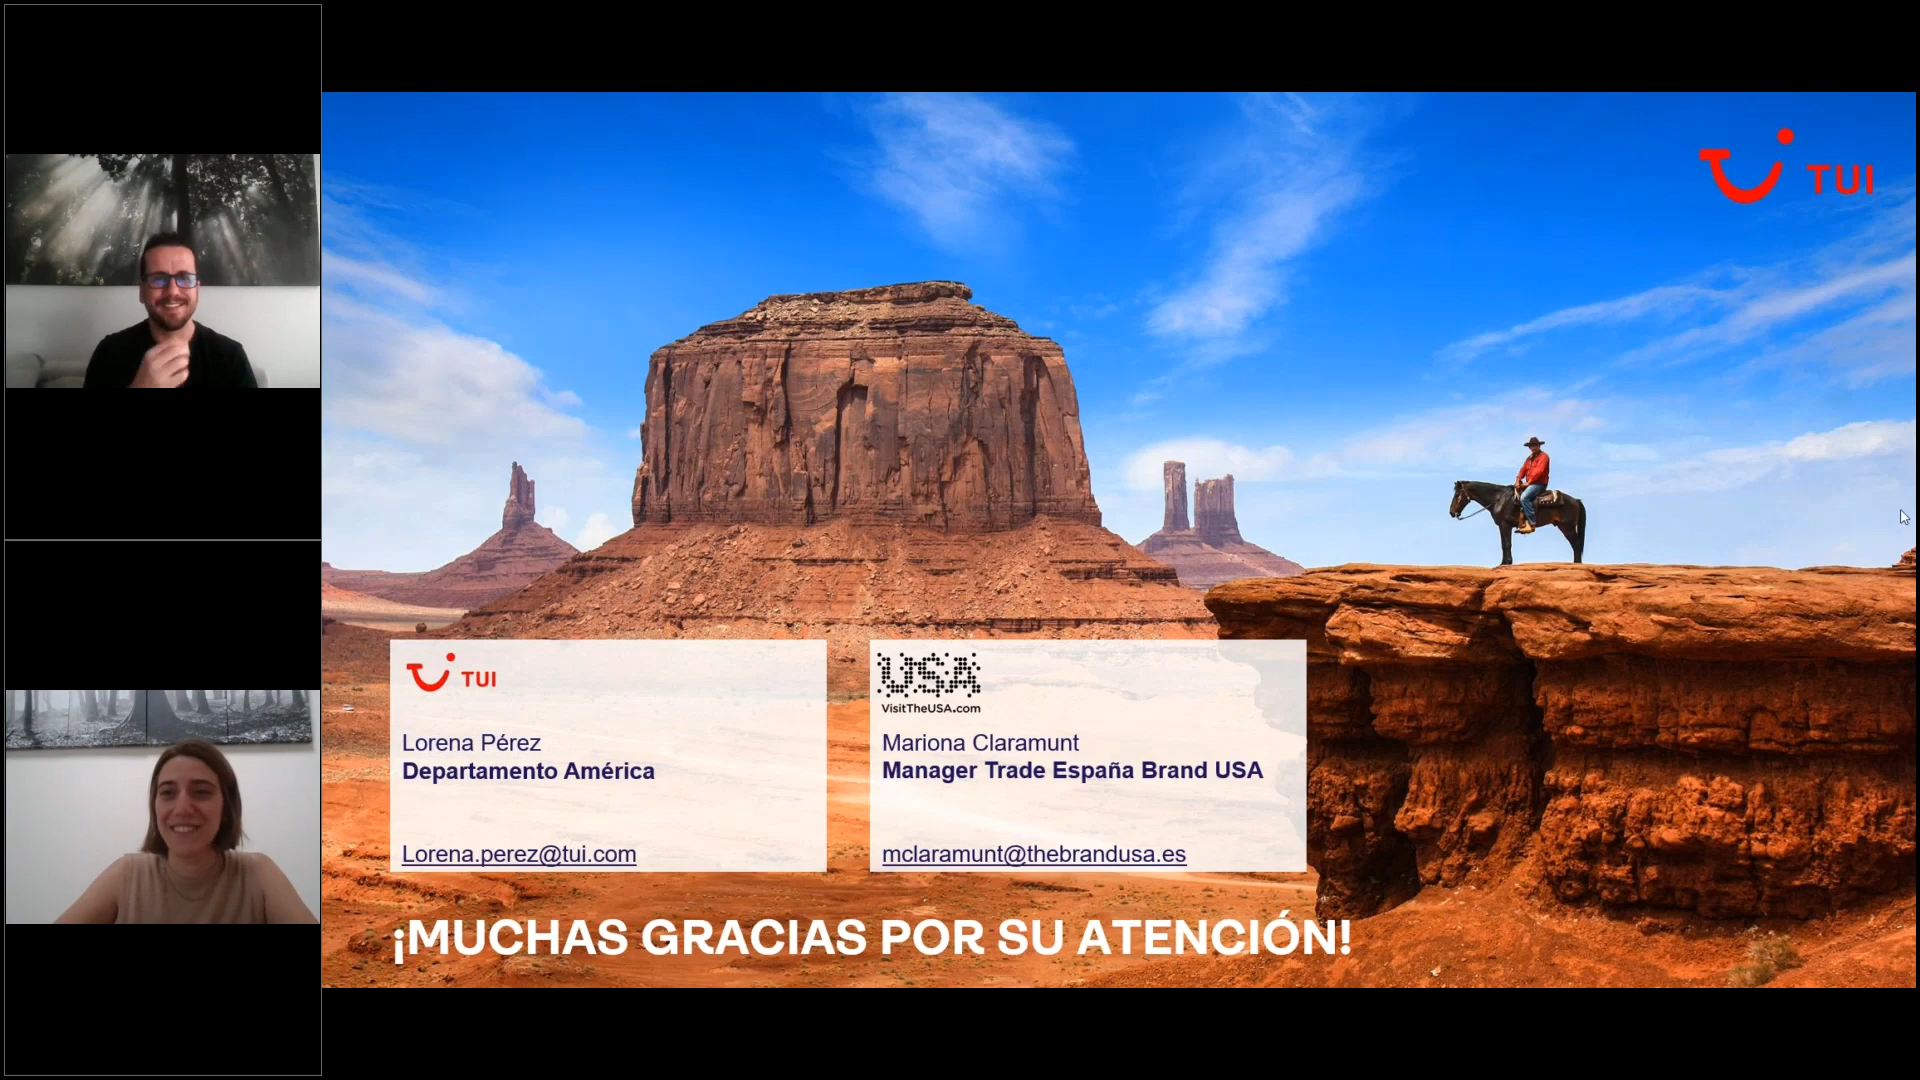 TUI
TUI
Lorena Pérez
Departamento América
Lorena.perez@tui.com
USA
VisitTheUSA.com
Mariona Claramunt
Manager Trade España Brand USA
mclaramunt@thebrandusa.es
¡MUCHAS GRACIAS POR SU ATENCIÓN!